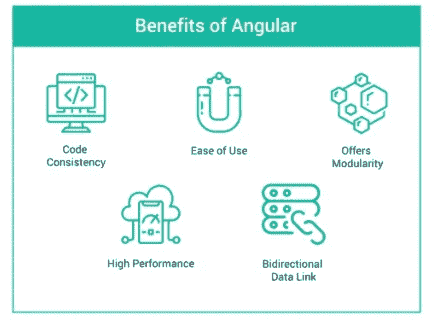 Benefits of Angular
Code
Consistency
Ease of Use
Offers
Modularity
High Performance
Bidirectional
Data Link